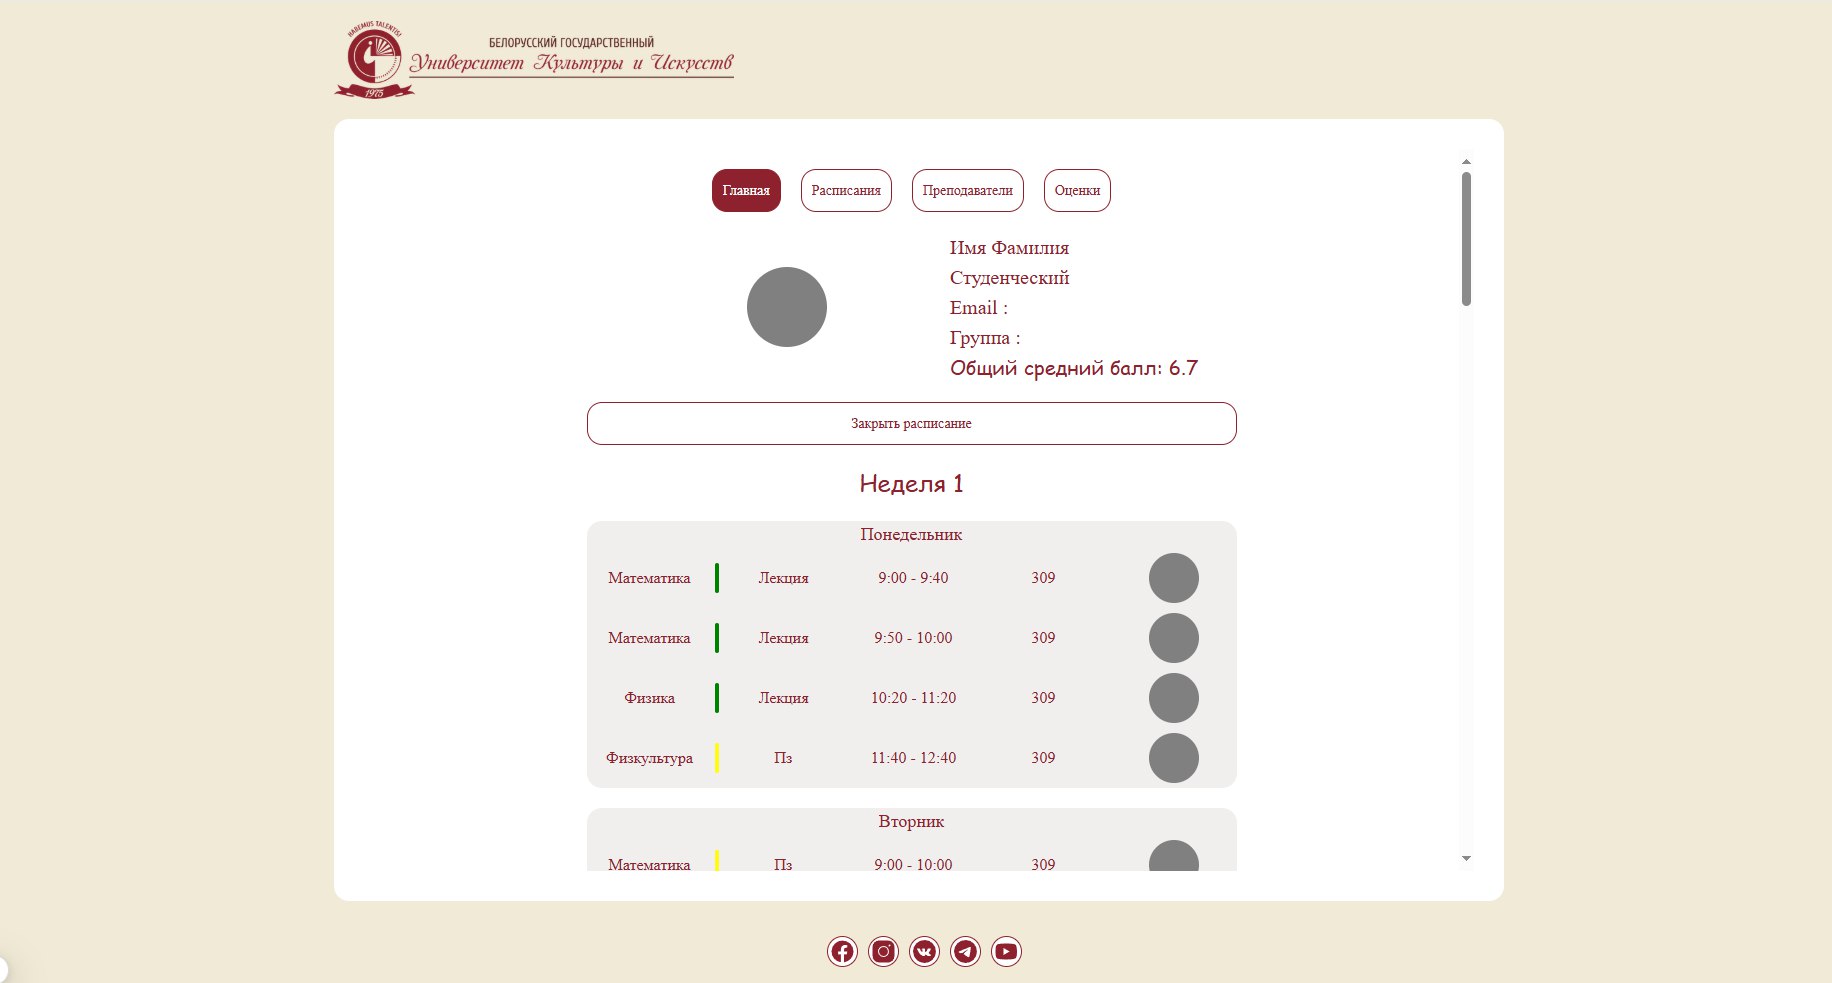 HABEMUS TALENTIS!
БЕЛОРУССКИЙ ГОСУДАРСТВЕННЫЙ
Университет Культуры и Искусств
1975
Главная Расписания Преподаватели Оценки
Имя Фамилия
Студенческий
Email :
Группа :
Общий средний балл: 6.7
Закрыть расписание
Неделя 1
Понедельник
Математика Лекция 9:00 - 9:40 309
Математика Лекция 9:50 - 10:00 309
Физика Лекция 10:20 - 11:20 309
Физкультура Пз 11:40 - 12:40 309
Вторник
Математика Пз 9:00 - 10:00 309